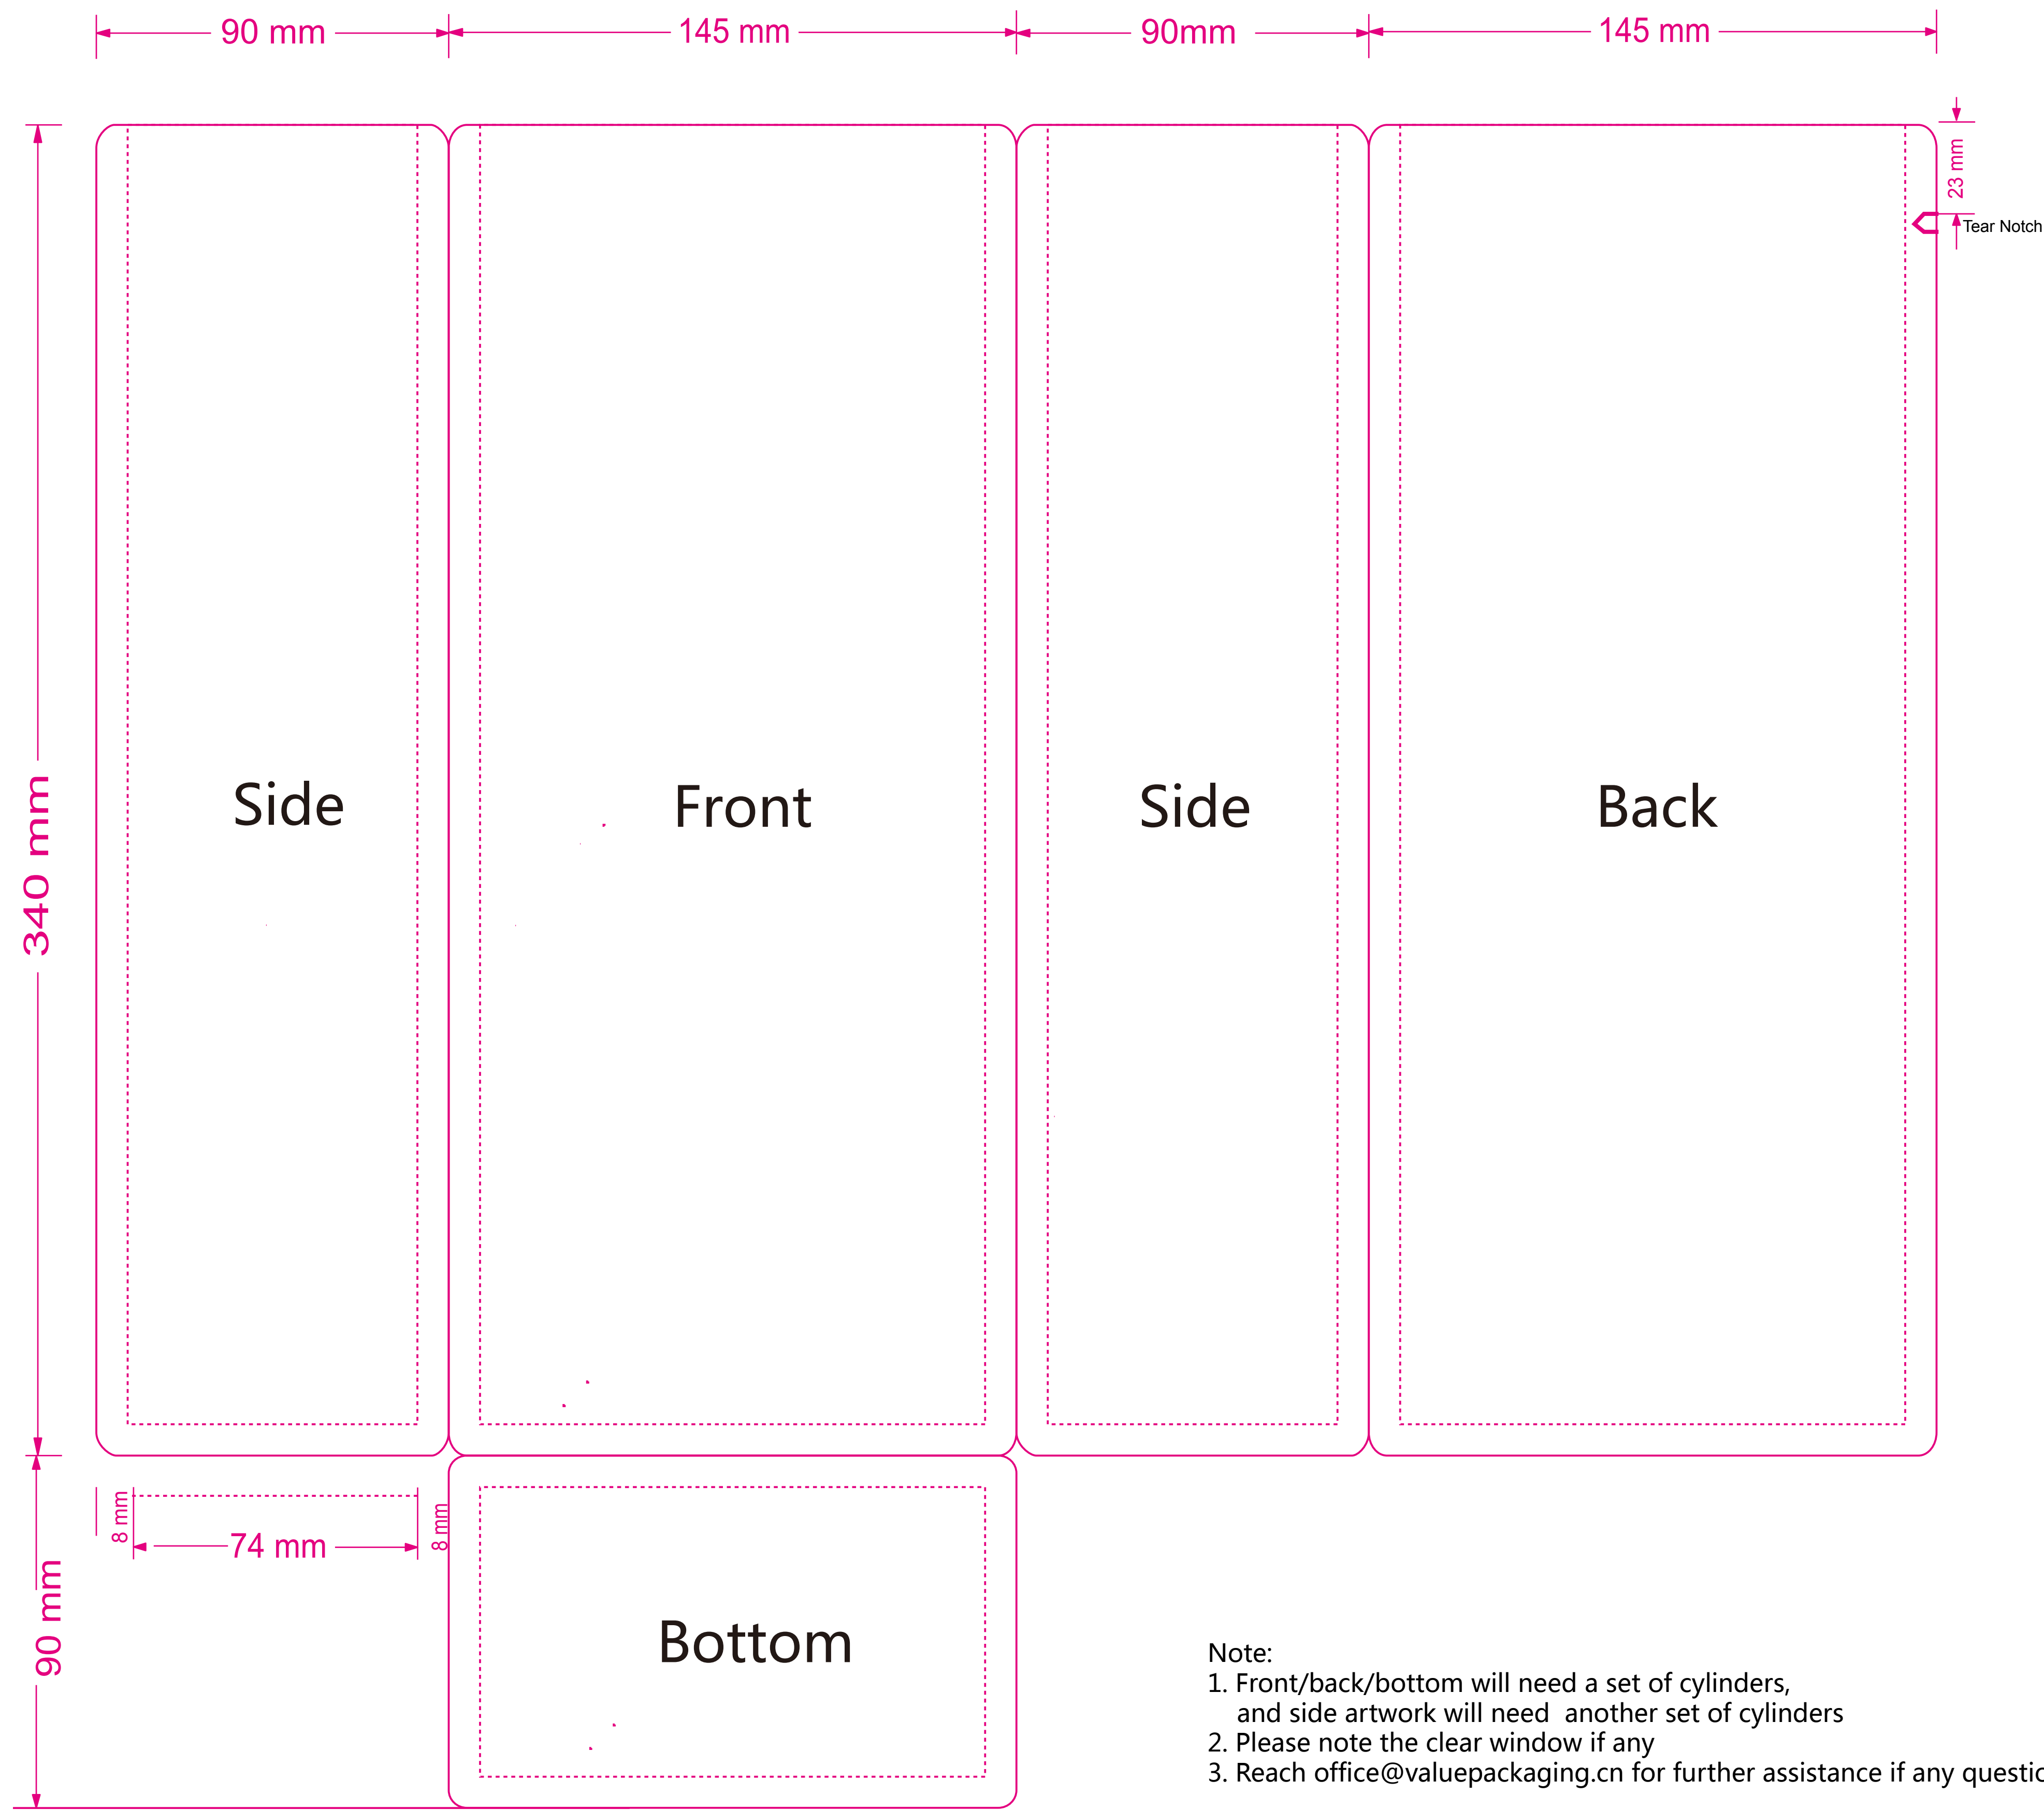 90 mm
145 mm
90mm
145 mm
23 mm
Tear Notch
340 mm
Side
Front
Side
Back
8 mm
74 mm
8 mm
90 mm
Bottom
Note:
1. Front/back/bottom will need a set of cylinders,
and side artwork will need another set of cylinders
2. Please note the clear window if any
3. Reach office@valuepackaging.cn for further assistance if any